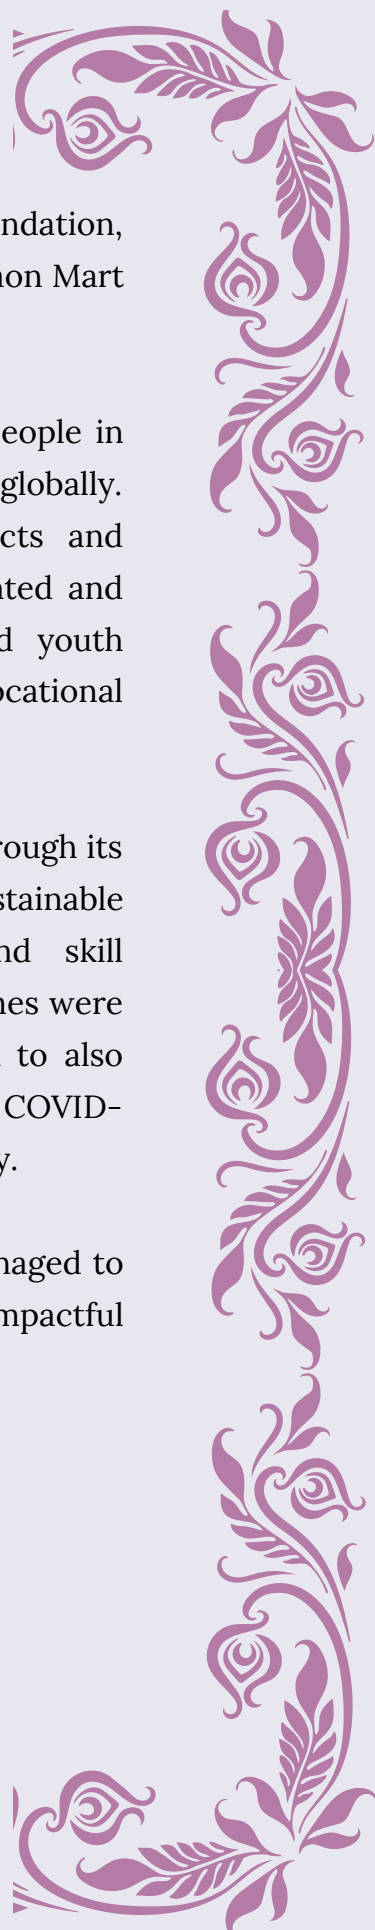 ndation,
non Mart
eople in
globally.
cts and
ated and
d youth
ocational
rough its
stainable
nd skill
nes were
to also
COVID-
y.
naged to
mpactful